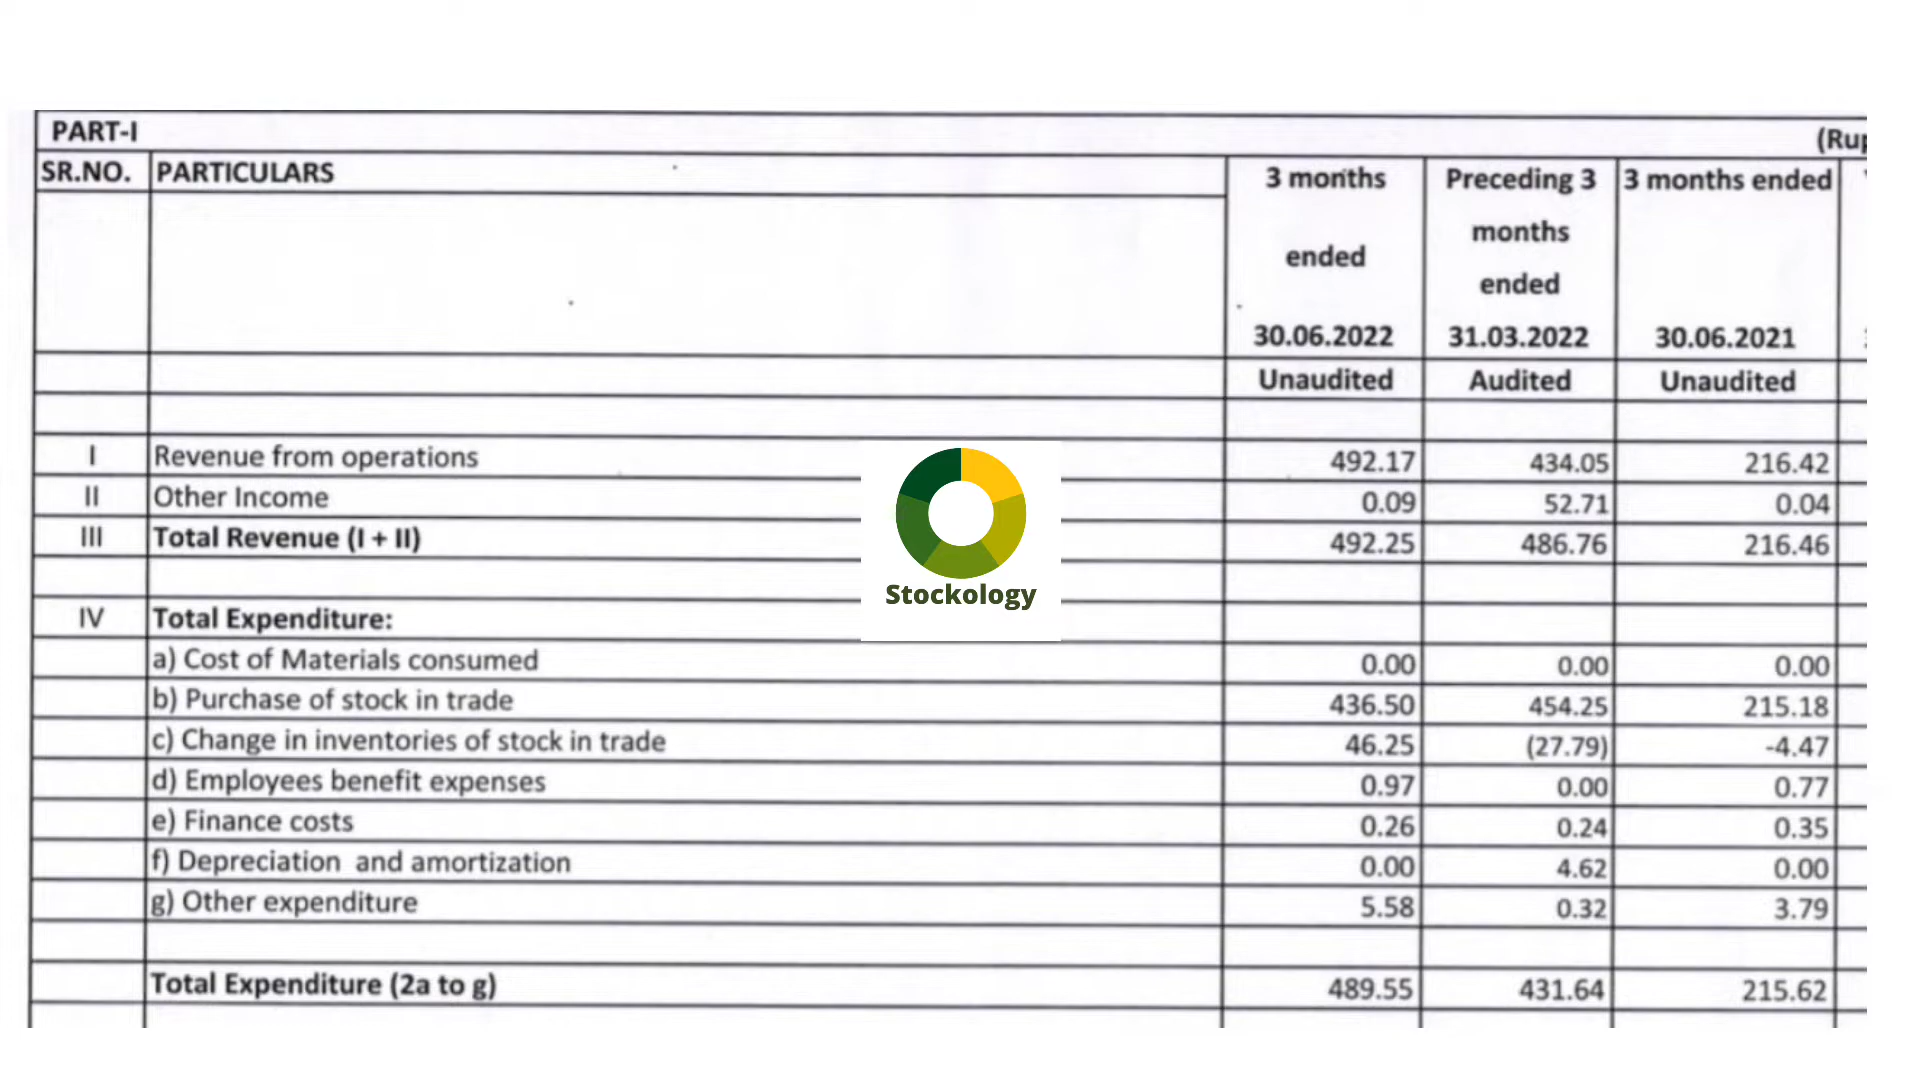 PART-I (Rup
SR.NO. PARTICULARS 3 months ended 30.06.2022 Preceding 3 months ended 31.03.2022 3 months ended 30.06.2021
Unaudited Audited Unaudited
I Revenue from operations 492.17 434.05 216.42
II Other Income 0.09 52.71 0.04
III Total Revenue (I + II) 492.25 486.76 216.46
Stockology
IV Total Expenditure:
a) Cost of Materials consumed 0.00 0.00 0.00
b) Purchase of stock in trade 436.50 454.25 215.18
c) Change in inventories of stock in trade 46.25 (27.79) -4.47
d) Employees benefit expenses 0.97 0.00 0.77
e) Finance costs 0.26 0.24 0.35
f) Depreciation and amortization 0.00 4.62 0.00
g) Other expenditure 5.58 0.32 3.79
Total Expenditure (2a to g) 489.55 431.64 215.62